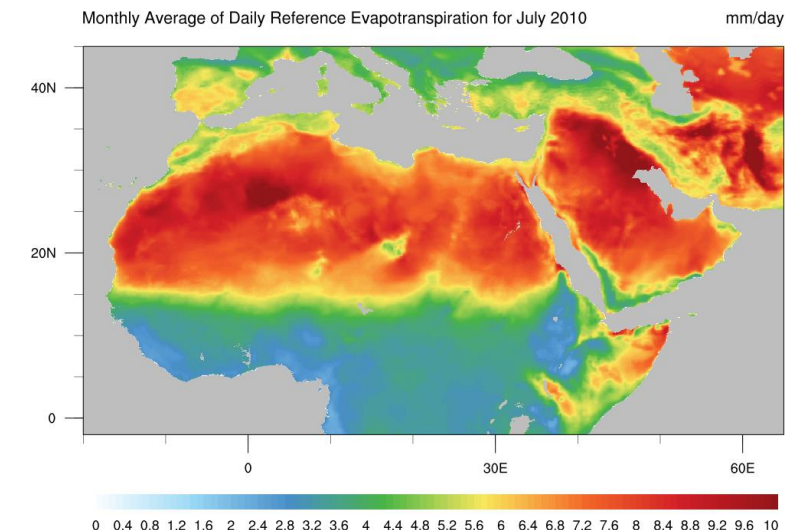 Monthly Average of Daily Reference Evapotranspiration for July 2010 mm/day
40N
20N
0
0 30E 60E
0 0.4 0.8 1.2 1.6 2 2.4 2.8 3.2 3.6 4 4.4 4.8 5.2 5.6 6 6.4 6.8 7.2 7.6 8 8.4 8.8 9.2 9.6 10